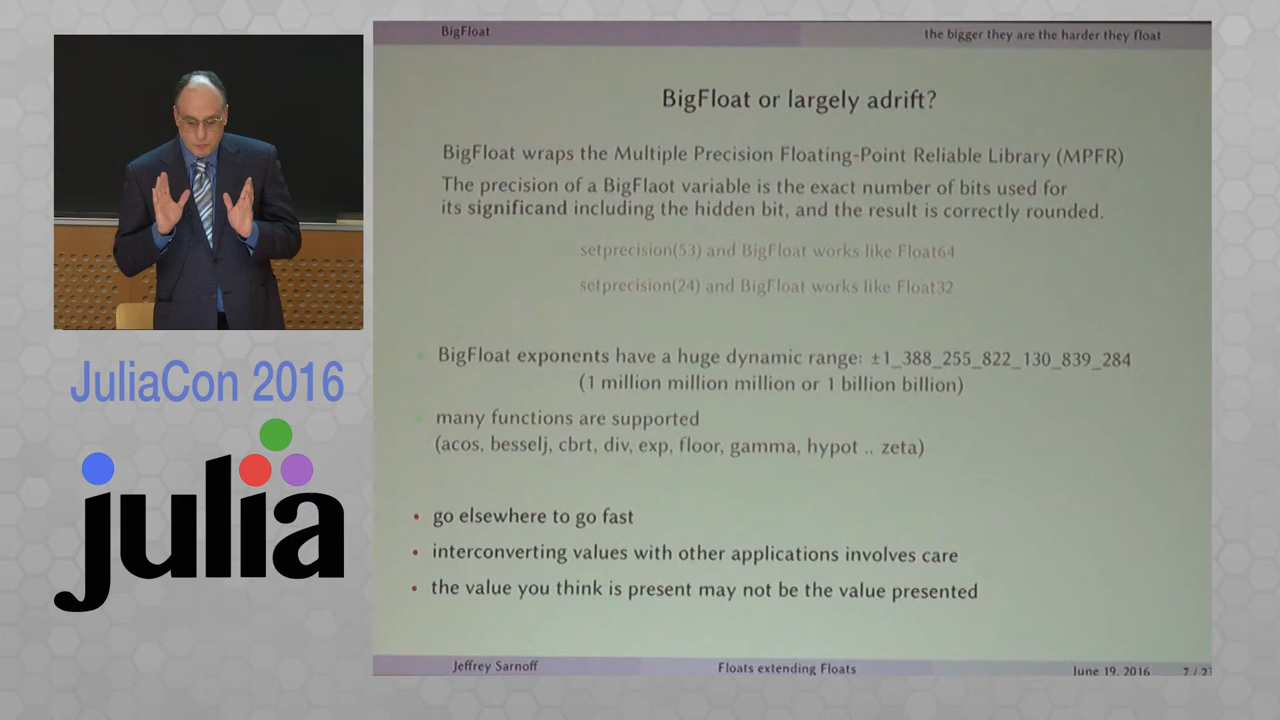 BigFloat
the bigger they are the harder they float
BigFloat or largely adrift?
BigFloat wraps the Multiple Precision Floating-Point Reliable Library (MPFR)
The precision of a BigFlaot variable is the exact number of bits used for
its significand including the hidden bit, and the result is correctly rounded.
setprecision(53) and BigFloat works like Float64
setprecision(24) and BigFloat works like Float32
• BigFloat exponents have a huge dynamic range: ±1_388_255_822_130_839_284
(1 million million million or 1 billion billion)
• many functions are supported
(acos, besselj, cbrt, div, exp, floor, gamma, hypot .. zeta)
• go elsewhere to go fast
• interconverting values with other applications involves care
• the value you think is present may not be the value presented
Jeffrey Sarnoff
Floats extending Floats
June 19, 2016
7 / 23
JuliaCon 2016
julia